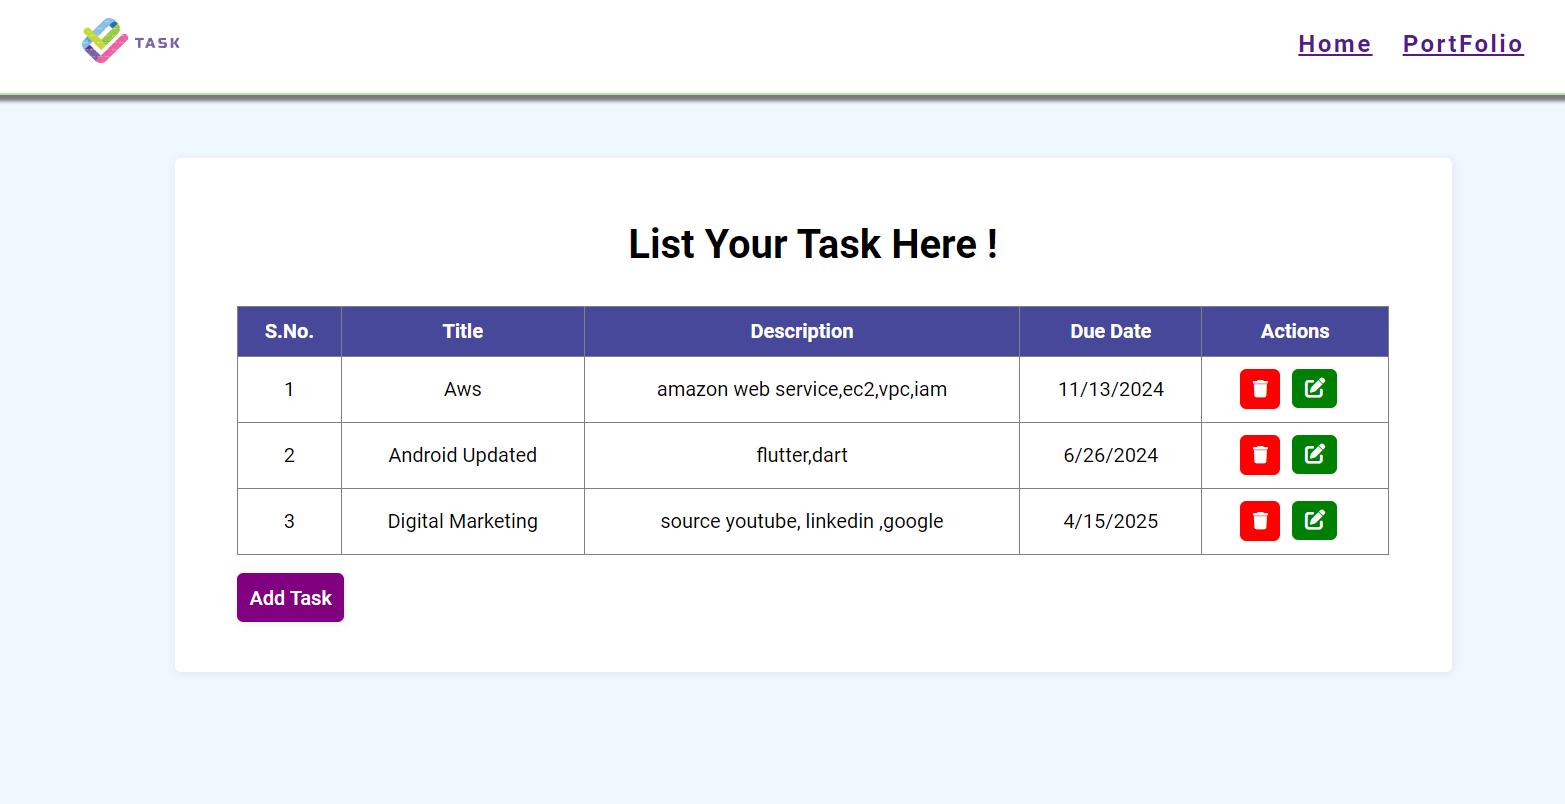 TASK
Home PortFolio
List Your Task Here !
S.No. Title Description Due Date Actions
1 Aws amazon web service,ec2,vpc,iam 11/13/2024
2 Android Updated flutter,dart 6/26/2024
3 Digital Marketing source youtube, linkedin ,google 4/15/2025
Add Task